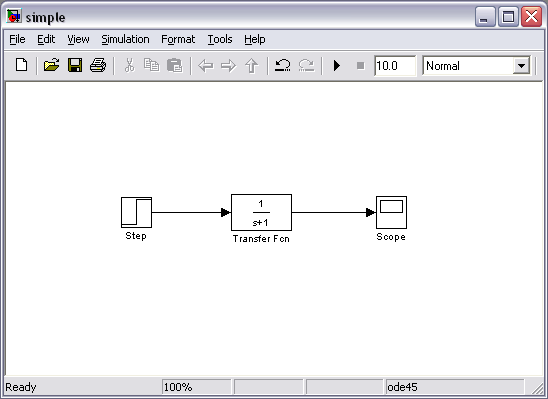 simple
File Edit View Simulation Format Tools Help
10.0 Normal
1
s+1
Step Transfer Fcn Scope
Ready 100% ode45